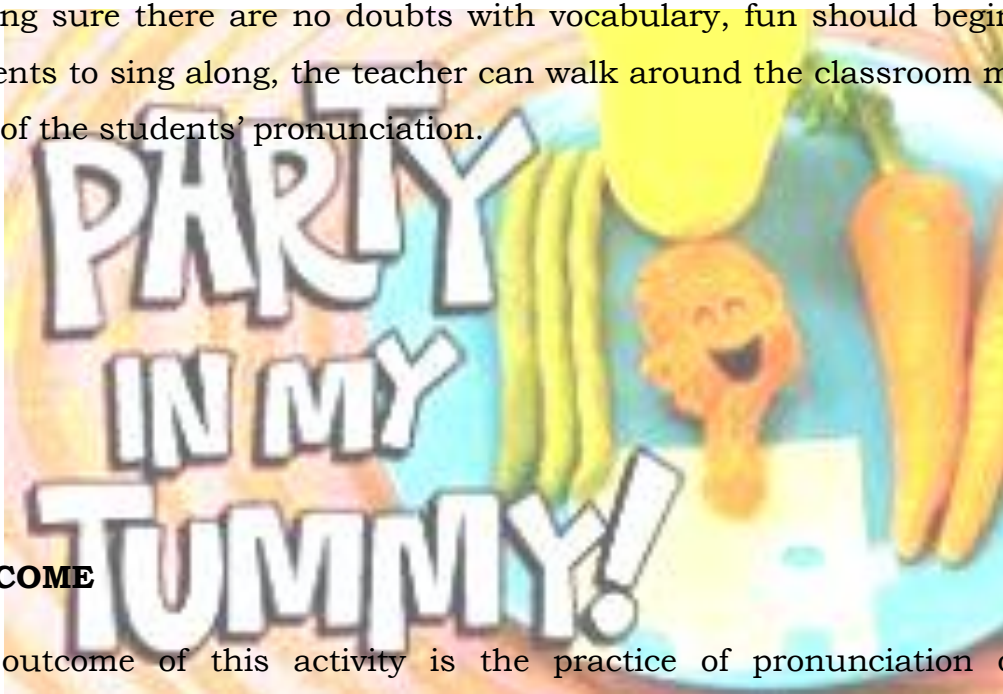 ng sure there are no doubts with vocabulary, fun should begin
ents to sing along, the teacher can walk around the classroom m
of the students' pronunciation.
PARTY
IN MY
TUMMY!
COME
outcome of this activity is the practice of pronunciation